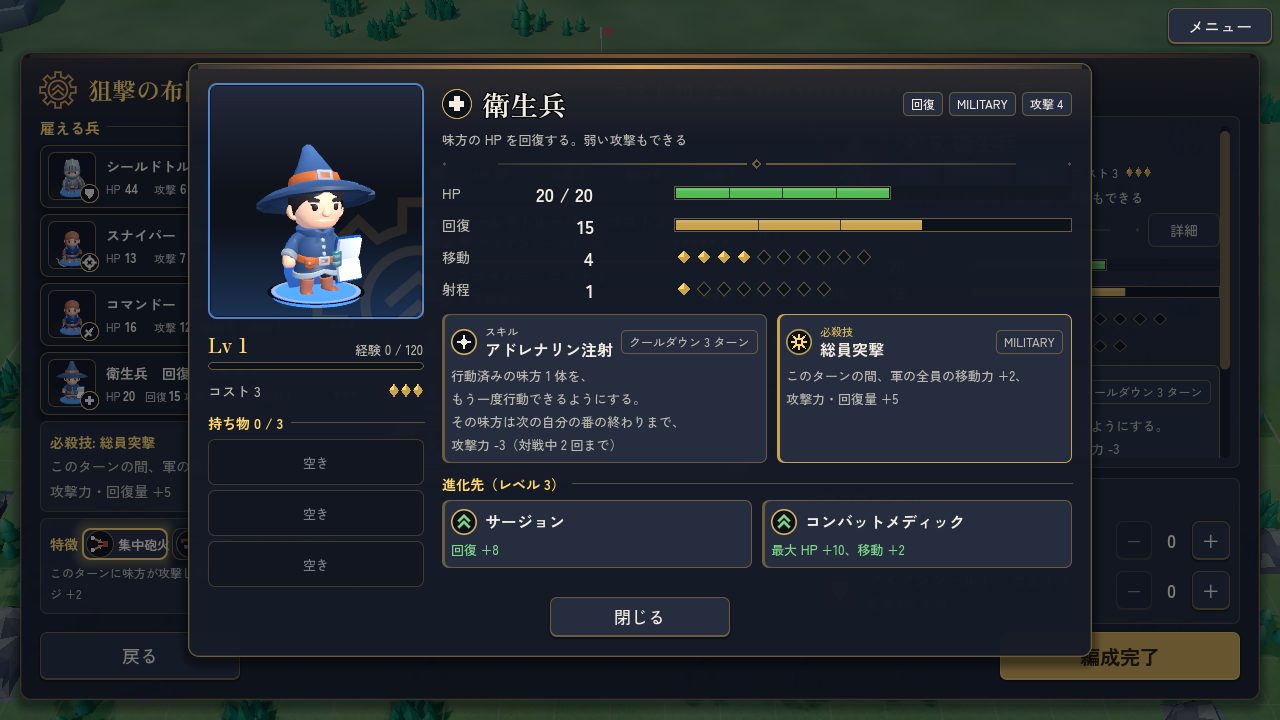 メニュー
狙撃の布
雇える兵
シールドトル
HP 44 攻撃 6
スナイパー
HP 13 攻撃 7
コマンドー
HP 16 攻撃 12
衛生兵 回復
HP 20 回復 15
必殺技: 総員突撃
このターンの間、軍の
攻撃力・回復量 +5
特徴 集中砲火
このターンに味方が攻撃し
ジ +2
戻る
衛生兵
回復 MILITARY 攻撃 4
味方の HP を回復する。弱い攻撃もできる
HP 20 / 20
回復 15
移動 4
射程 1
Lv 1
経験 0 / 120
コスト 3
持ち物 0 / 3
空き
空き
空き
スキル
アドレナリン注射
クールダウン 3 ターン
行動済みの味方 1 体を、
もう一度行動できるようにする。
その味方は次の自分の番の終わりまで、
攻撃力 -3（対戦中 2 回まで）
必殺技
総員突撃
MILITARY
このターンの間、軍の全員の移動力 +2、
攻撃力・回復量 +5
進化先（レベル 3）
サージョン
回復 +8
コンバットメディック
最大 HP +10、移動 +2
閉じる
スト 3
もできる
詳細
ールダウン 3 ターン
ようにする。
力 -3
0
0
編成完了